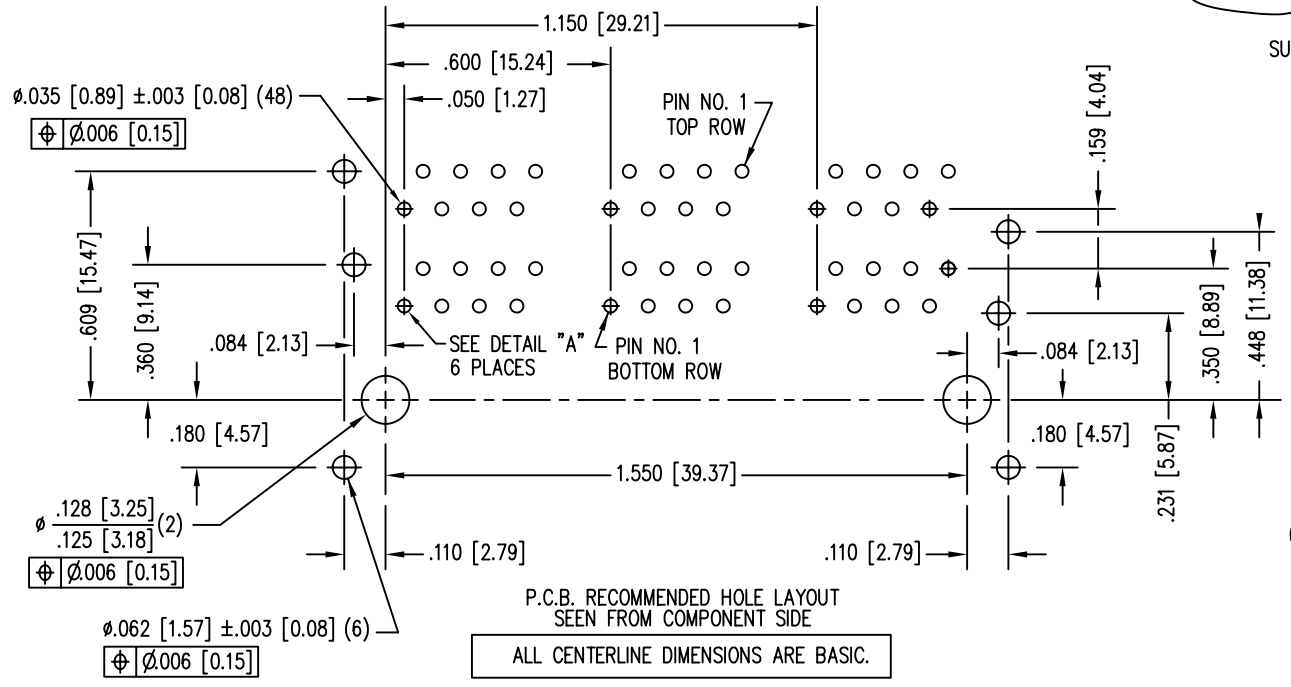 1.150 [29.21]
SU
.600 [15.24]
ø.035 [0.89] ±.003 [0.08] (48)
.050 [1.27]
PIN NO. 1
TOP ROW
.159 [4.04]
Ø.006 [0.15]
.609 [15.47]
.360 [9.14]
.084 [2.13]
SEE DETAIL "A"
6 PLACES
PIN NO. 1
BOTTOM ROW
.084 [2.13]
.350 [8.89]
.448 [11.38]
.180 [4.57]
.180 [4.57]
.231 [5.87]
1.550 [39.37]
ø .128 [3.25]
.125 [3.18] (2)
Ø.006 [0.15]
.110 [2.79]
.110 [2.79]
P.C.B. RECOMMENDED HOLE LAYOUT
SEEN FROM COMPONENT SIDE
ø.062 [1.57] ±.003 [0.08] (6)
Ø.006 [0.15]
ALL CENTERLINE DIMENSIONS ARE BASIC.